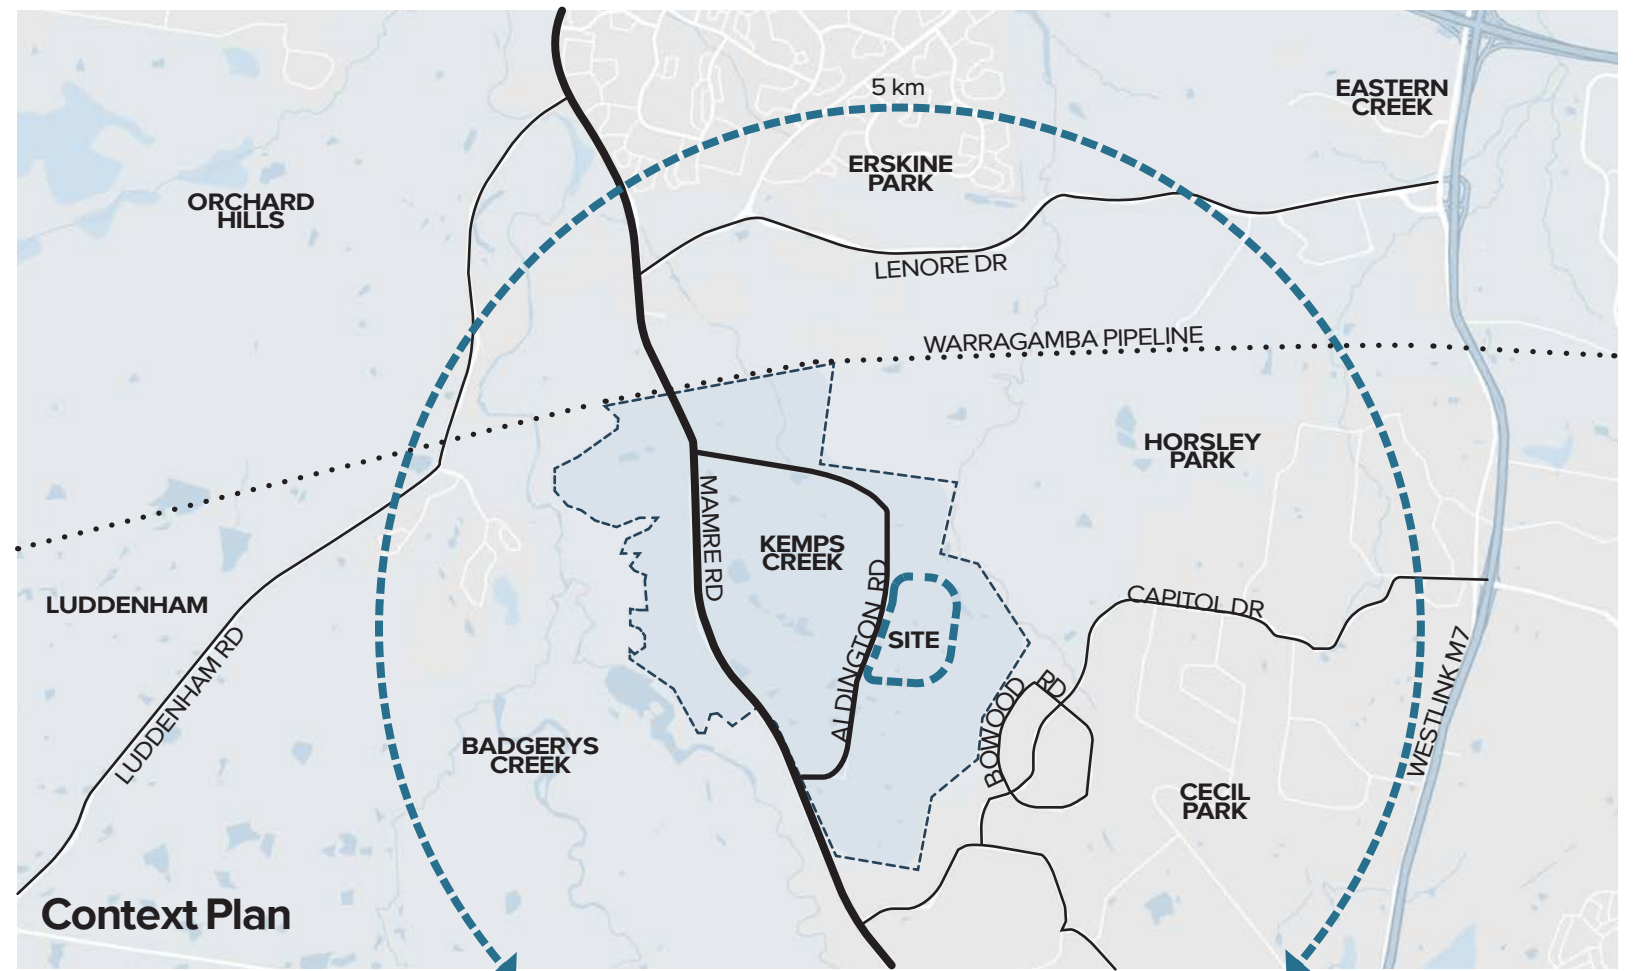 5 km
EASTERN
CREEK
ERSKINE
PARK
ORCHARD
HILLS
LENORE DR
WARRAGAMBA PIPELINE
HORSLEY
PARK
MAMRE RD
KEMPS
CREEK
ALDINGTON RD
SITE
LUDDENHAM
LUDDENHAM RD
CAPITOL DR
BOWOOD RD
WESTLINK M7
BADGERYS
CREEK
CECIL
PARK
Context Plan